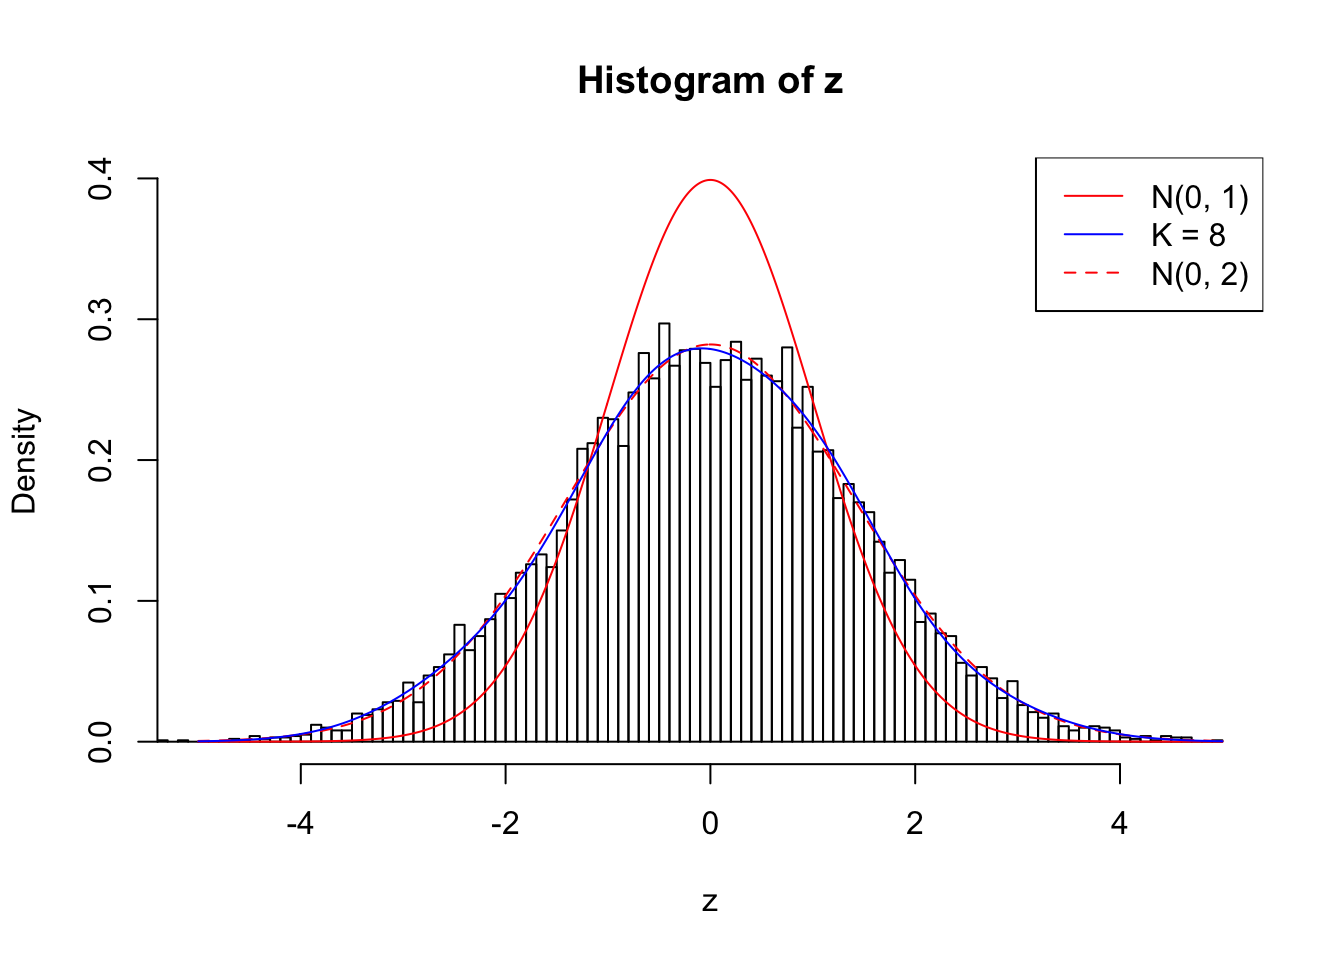 Histogram of z
N(0, 1)
K = 8
N(0, 2)
Density
0.4
0.3
0.2
0.1
0.0
-4 -2 0 2 4
z